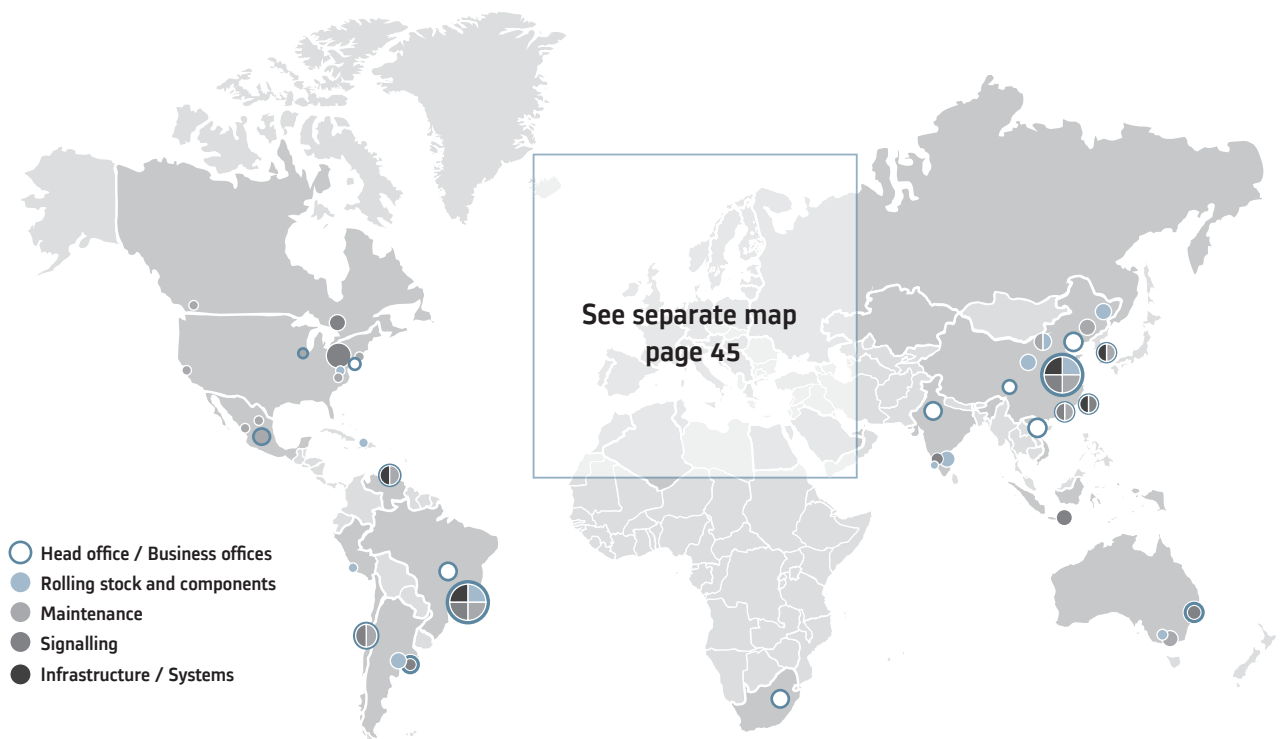 See separate map
page 45
Head office / Business offices
Rolling stock and components
Maintenance
Signalling
Infrastructure / Systems